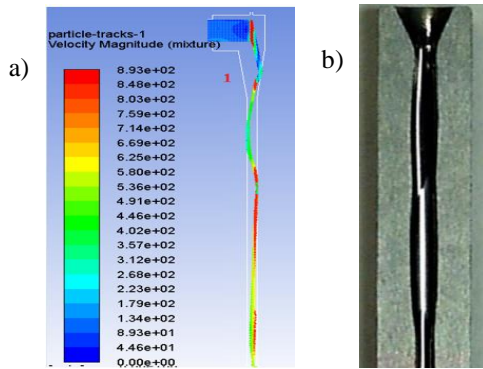 a)
b)
particle-tracks-1
Velocity Magnitude (mixture)
1
8.93e+02
8.48e+02
8.03e+02
7.59e+02
7.14e+02
6.69e+02
6.25e+02
5.80e+02
5.36e+02
4.91e+02
4.46e+02
4.02e+02
3.57e+02
3.12e+02
2.68e+02
2.23e+02
1.79e+02
1.34e+02
8.93e+01
4.46e+01
0.00e+00